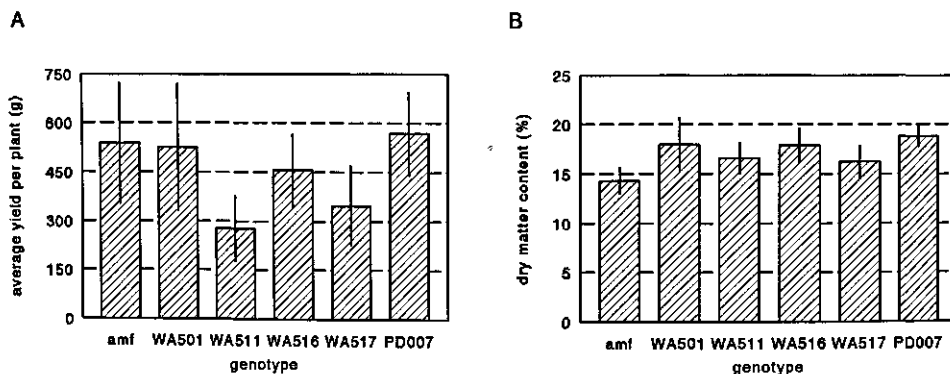 A
average yield per plant (g)
750
600
450
300
150
0
amf WA501 WA511 WA516 WA517 PD007
genotype
B
dry matter content (%)
25
20
15
10
5
0
amf WA501 WA511 WA516 WA517 PD007
genotype